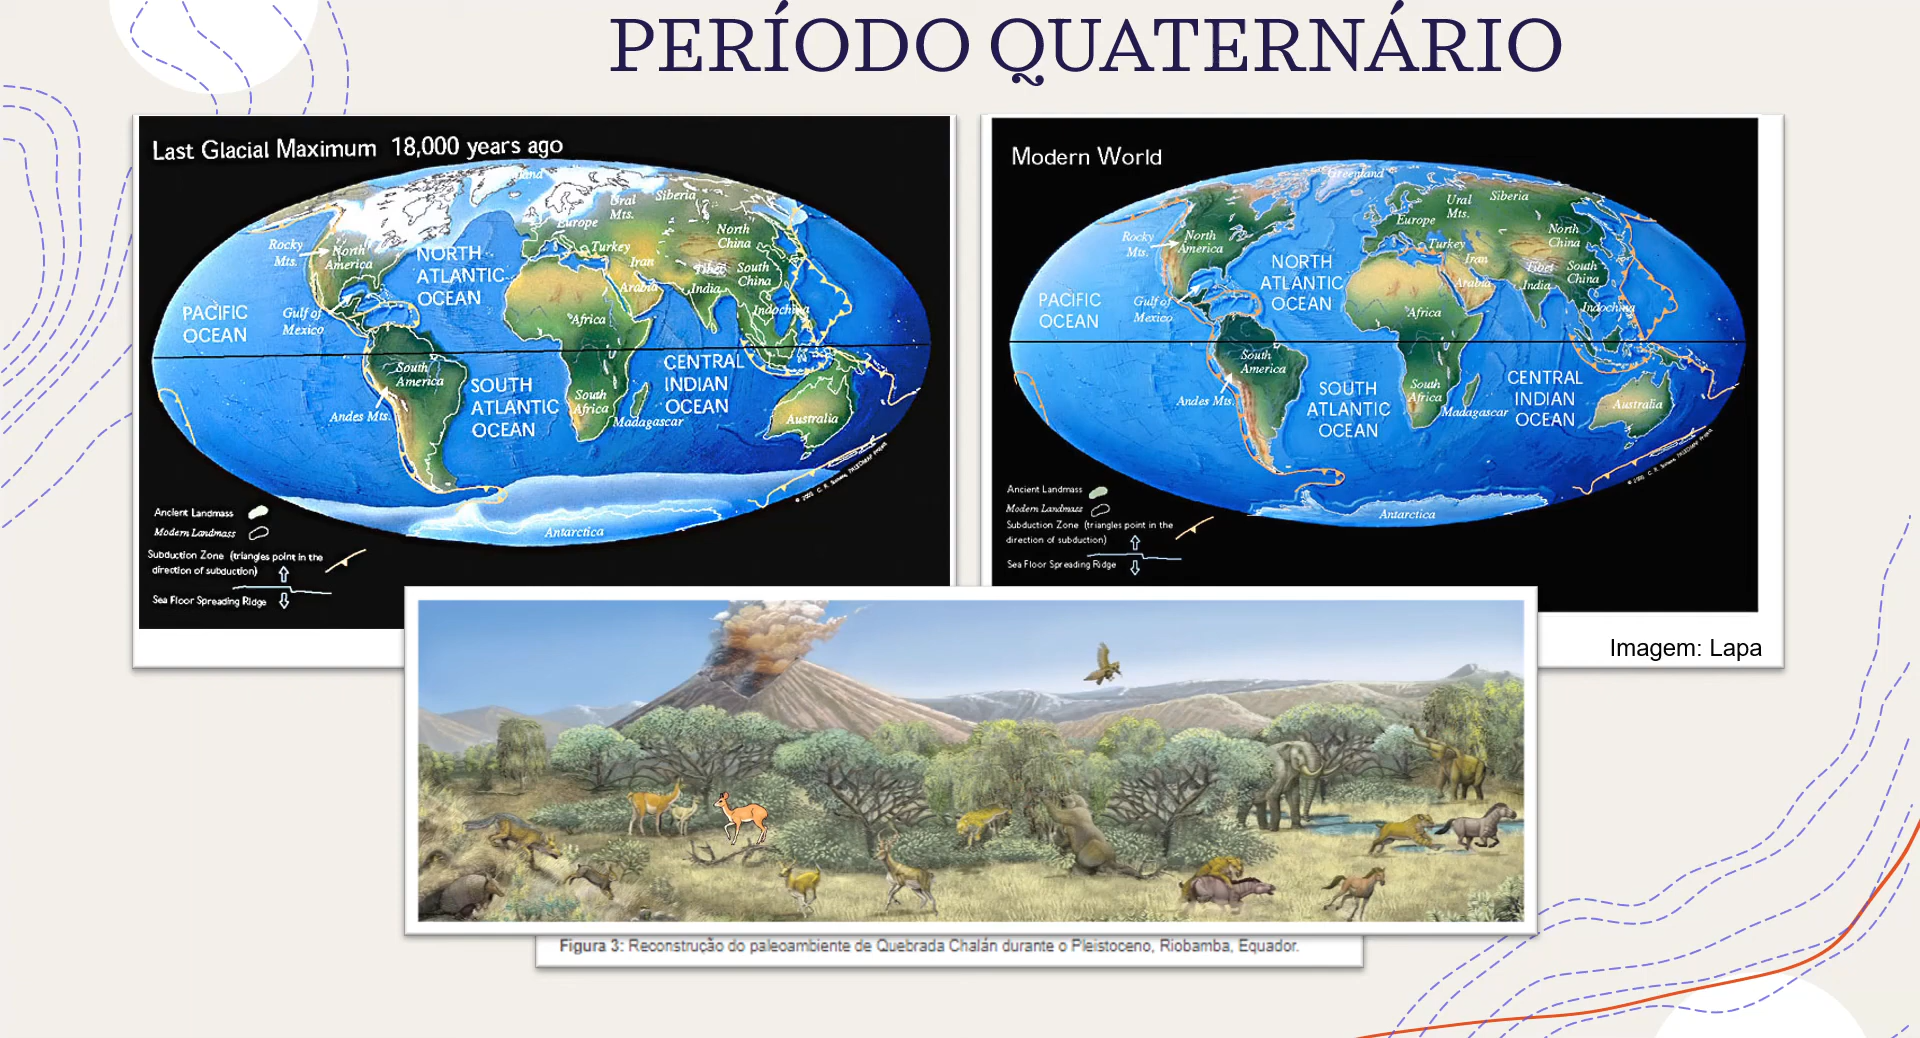 PERÍODO QUATERNÁRIO
Last Glacial Maximum 18,000 years ago
Siberia
Ural
Mts.
Europe
Rocky
Mts.
North
America
NORTH
ATLANTIC
OCEAN
Turkey
Iran
North
China
Tibet
South
China
Arabia
India
Indochina
PACIFIC
OCEAN
Gulf of
Mexico
Africa
South
America
Andes Mts.
SOUTH
ATLANTIC
OCEAN
South
Africa
Madagascar
CENTRAL
INDIAN
OCEAN
Australia
Antarctica
Ancient Landmass
Modern Landmass
Subduction Zone (triangles point in the
direction of subduction)
Sea Floor Spreading Ridge
Modern World
Greenland
Siberia
Ural
Mts.
Europe
Rocky
Mts.
North
America
NORTH
ATLANTIC
OCEAN
Turkey
Iran
North
China
Tibet
South
China
Arabia
India
Indochina
PACIFIC
OCEAN
Gulf of
Mexico
Africa
South
America
Andes Mts.
SOUTH
ATLANTIC
OCEAN
South
Africa
Madagascar
CENTRAL
INDIAN
OCEAN
Australia
Antarctica
Ancient Landmass
Modern Landmass
Subduction Zone (triangles point in the
direction of subduction)
Sea Floor Spreading Ridge
Imagem: Lapa
Figura 3: Reconstrução do paleoambiente de Quebrada Chalán durante o Pleistoceno, Riobamba, Equador.